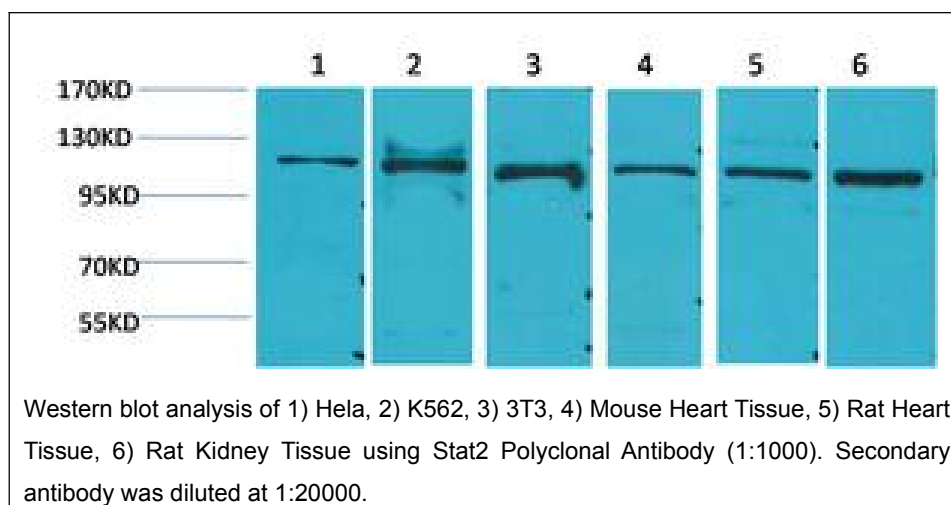 1 2 3 4 5 6
170KD
130KD
95KD
70KD
55KD
Western blot analysis of 1) Hela, 2) K562, 3) 3T3, 4) Mouse Heart Tissue, 5) Rat Heart
Tissue, 6) Rat Kidney Tissue using Stat2 Polyclonal Antibody (1:1000). Secondary
antibody was diluted at 1:20000.